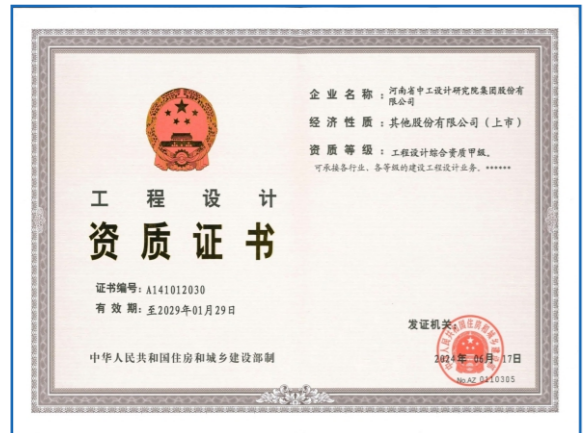 工程设计
资质证书
证书编号：A141012030
有效期：至2029年01月29日
中华人民共和国住房和城乡建设部制
企业名称：河南省中工设计研究院集团股份有
限公司
经济性质：其他股份有限公司（上市）
资质等级：工程设计综合资质甲级。
可承接各行业、各等级的建设工程设计业务。******
发证机关
2024年 06月 17日
No.AZ 0110305